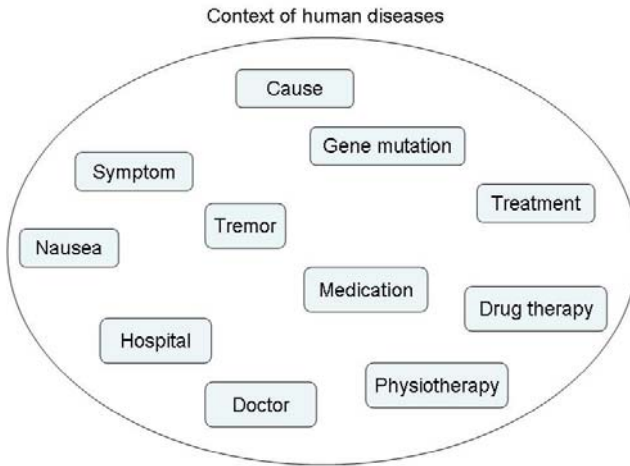 Context of human diseases
Cause
Gene mutation
Symptom
Treatment
Tremor
Nausea
Medication
Drug therapy
Hospital
Physiotherapy
Doctor